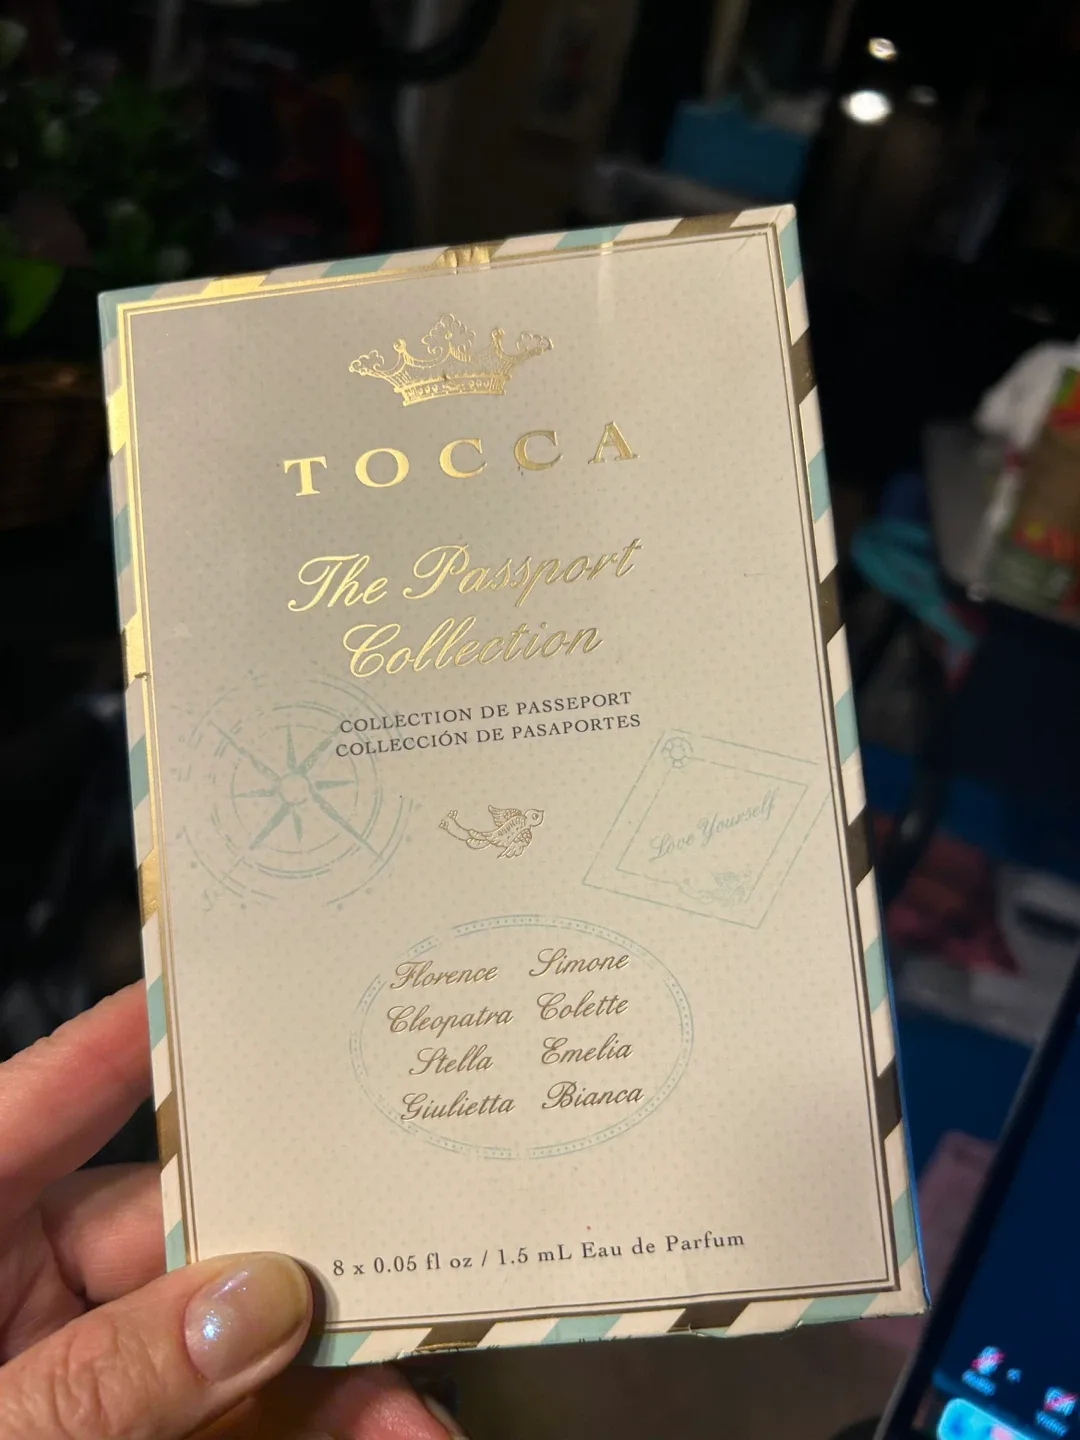 TOCCA
The Passport
Collection
COLLECTION DE PASSEPORT
COLLECCIÓN DE PASAPORTES
Love Yourself
Florence Simone
Cleopatra Colette
Stella Emelia
Giulietta Bianca
8 x 0.05 fl oz / 1.5 mL Eau de Parfum